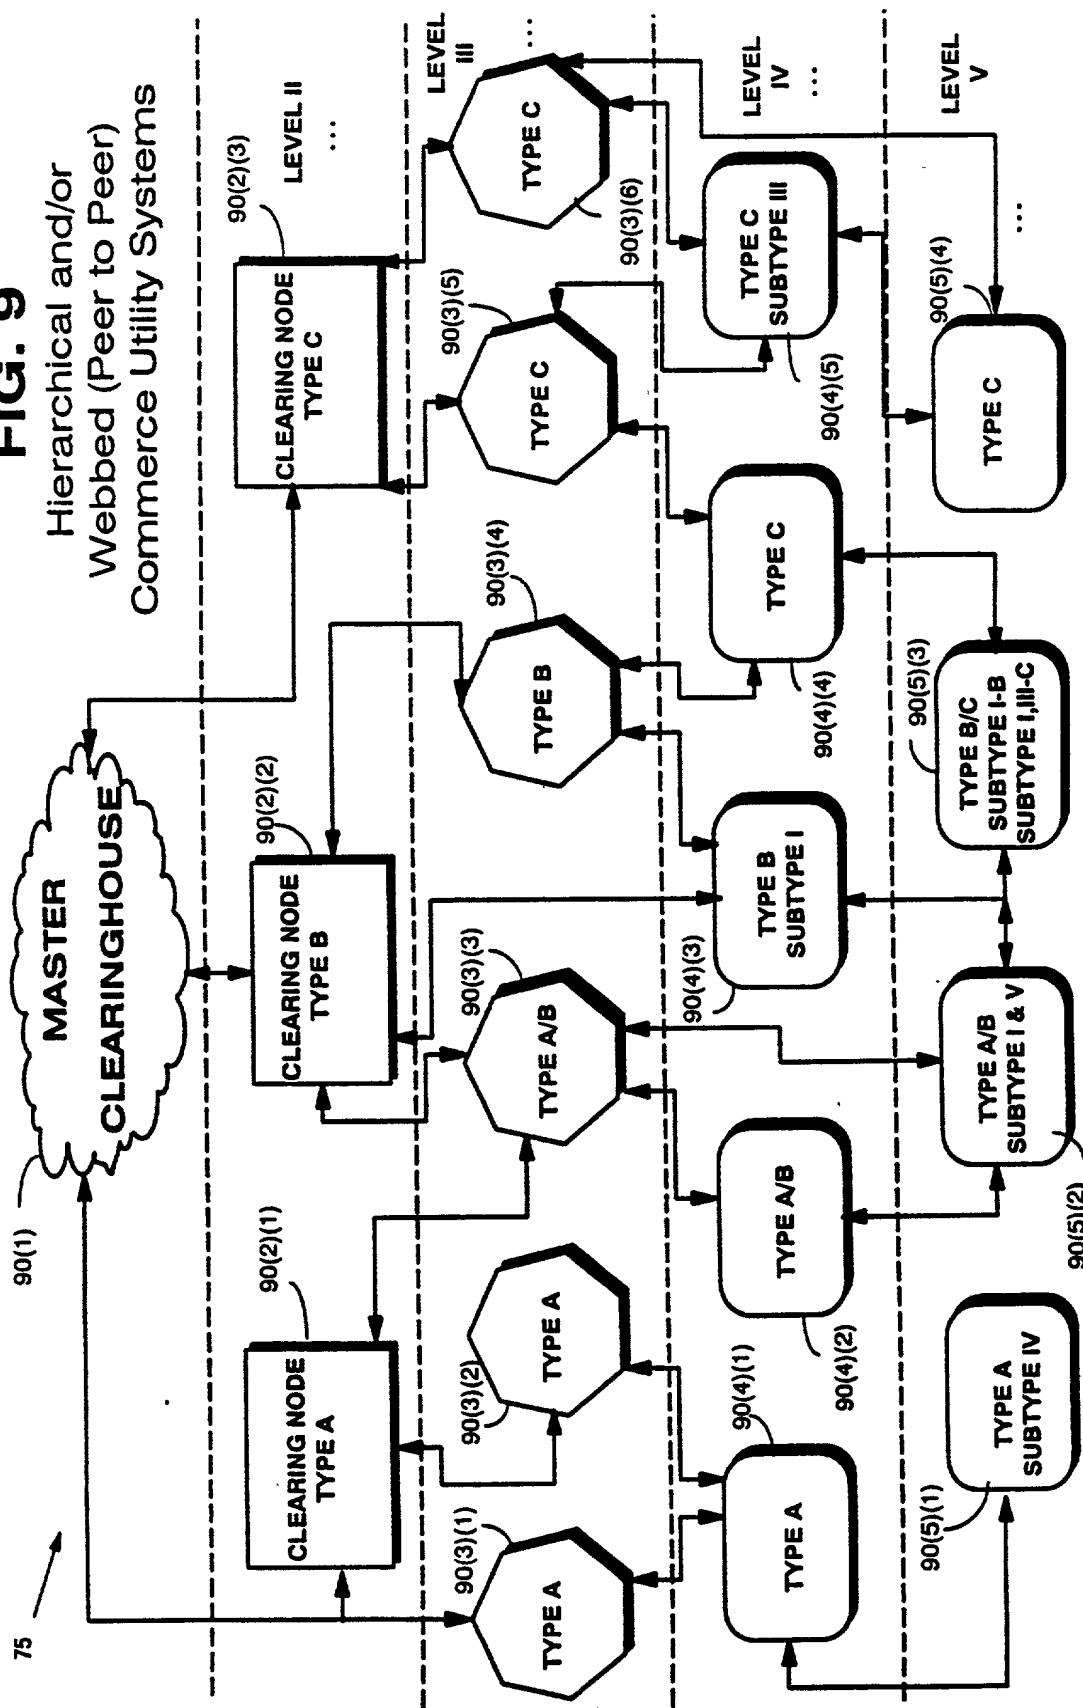 FIG. 9
Hierarchical and/or
Webbed (Peer to Peer)
Commerce Utility Systems
75
90(1)
MASTER
CLEARINGHOUSE
LEVEL II
...
90(2)(1)
CLEARING NODE
TYPE A
90(2)(2)
CLEARING NODE
TYPE B
90(2)(3)
CLEARING NODE
TYPE C
LEVEL
III
...
90(3)(1)
TYPE A
90(3)(2)
TYPE A
90(3)(3)
TYPE A/B
90(3)(4)
TYPE B
90(3)(5)
TYPE C
90(3)(6)
TYPE C
LEVEL
IV
...
90(4)(1)
TYPE A
90(4)(2)
TYPE A/B
90(4)(3)
TYPE B
SUBTYPE I
90(4)(4)
TYPE C
90(4)(5)
TYPE C
SUBTYPE III
LEVEL
V
...
90(5)(1)
TYPE A
SUBTYPE IV
90(5)(2)
TYPE A/B
SUBTYPE I & V
90(5)(3)
TYPE B/C
SUBTYPE I-B
SUBTYPE I,III-C
90(5)(4)
TYPE C